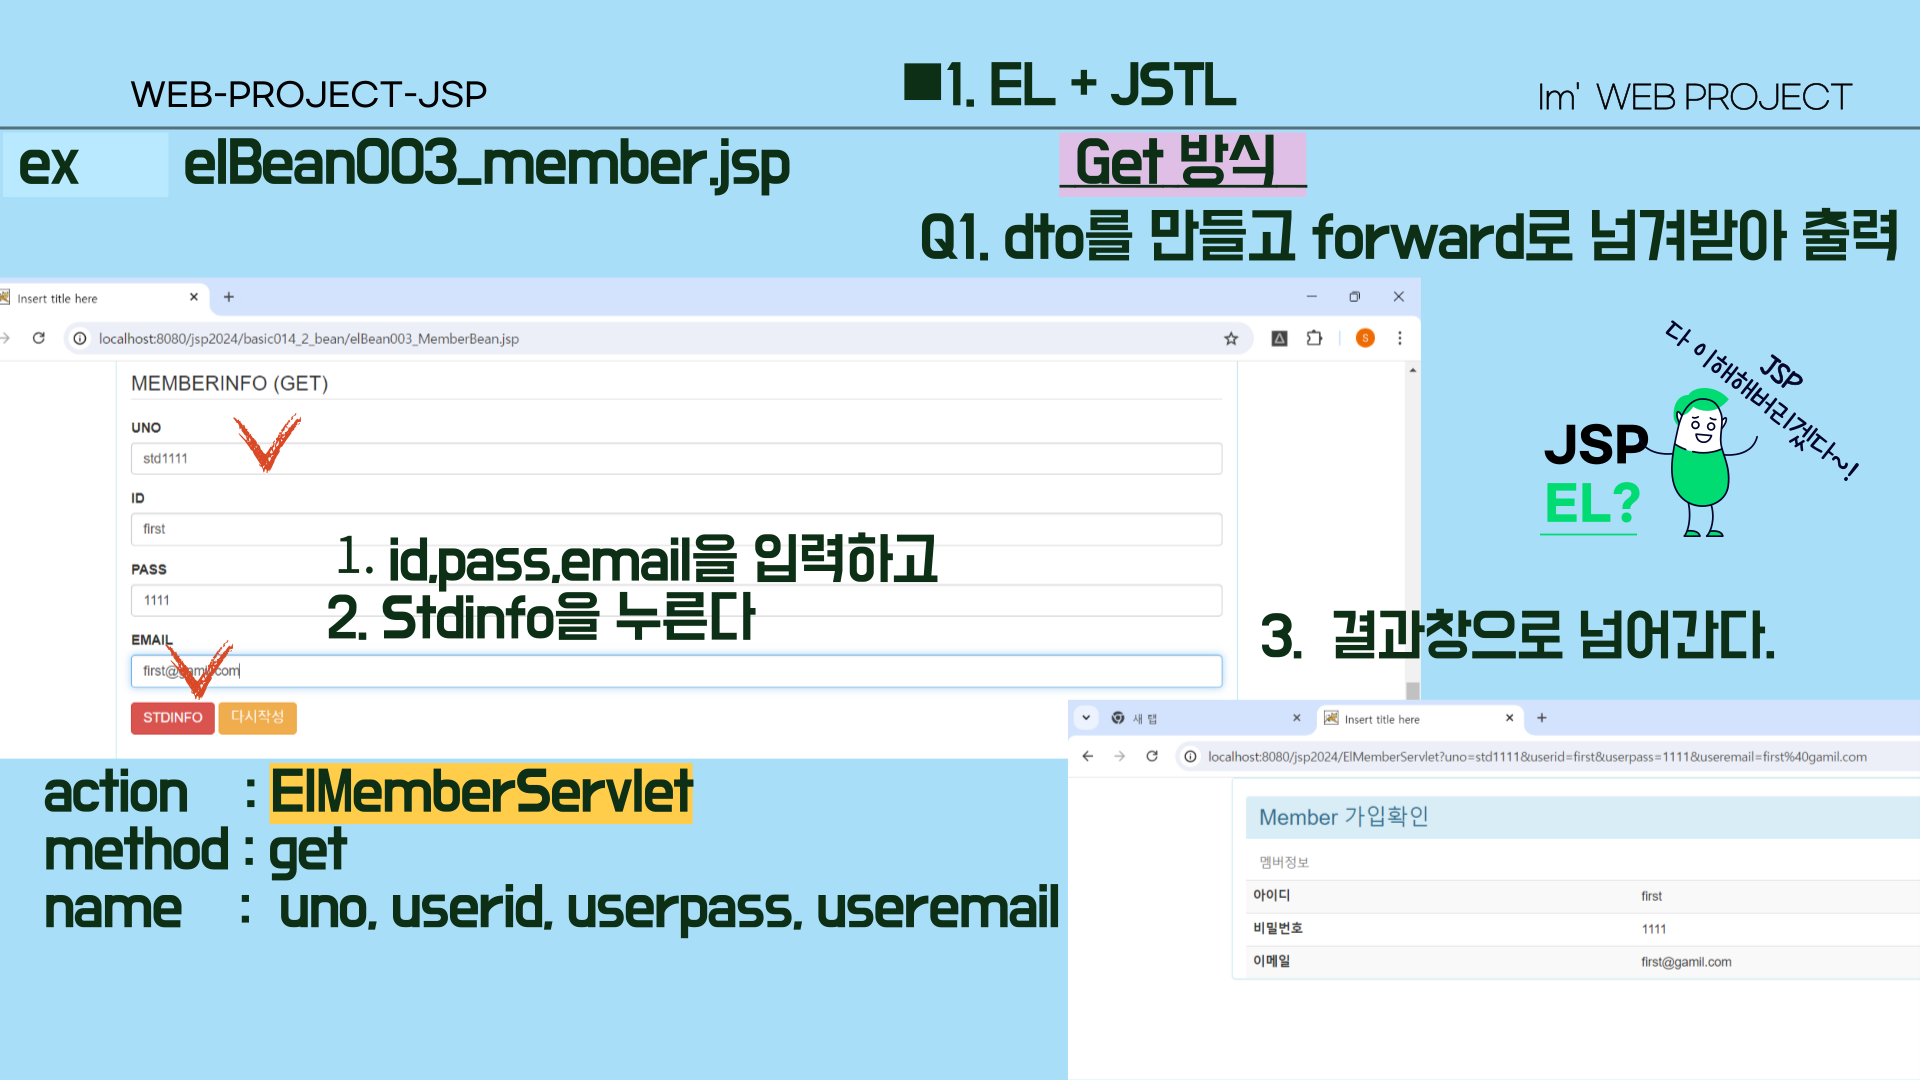 WEB-PROJECT-JSP
■1. EL + JSTL
Im' WEB PROJECT
ex
elBean003_member.jsp
Get 방식
Q1. dto를 만들고 forward로 넘겨받아 출력
Insert title here
localhost:8080/jsp2024/basic014_2_bean/elBean003_MemberBean.jsp
S
MEMBERINFO (GET)
UNO
std1111
ID
first
PASS
1111
EMAIL
first@gamil.com
STDINFO
다시작성
1. id,pass,email을 입력하고
2. Stdinfo을 누른다
JSP
다 이해해버리겠다~!
JSP
EL?
3. 결과창으로 넘어간다.
action : ElMemberServlet
method : get
name : uno, userid, userpass, useremail
새 탭
Insert title here
localhost:8080/jsp2024/ElMemberServlet?uno=std1111&userid=first&userpass=1111&useremail=first%40gamil.com
Member 가입확인
멤버정보
아이디 first
비밀번호 1111
이메일 first@gamil.com